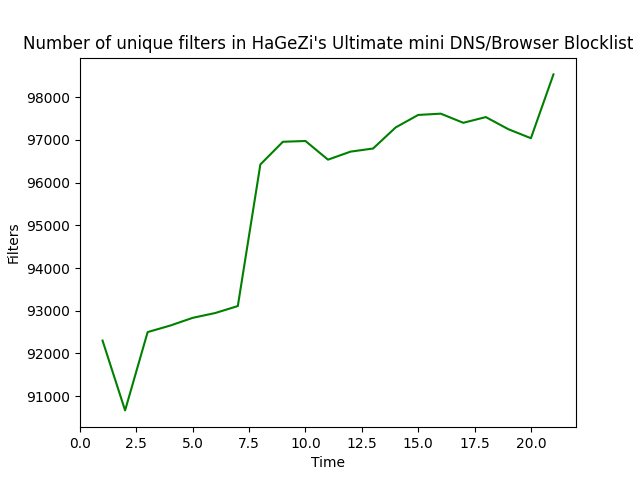 Number of unique filters in HaGeZi's Ultimate mini DNS/Browser Blocklist
98000
97000
96000
95000
94000
93000
92000
91000
Filters
0.0 2.5 5.0 7.5 10.0 12.5 15.0 17.5 20.0
Time